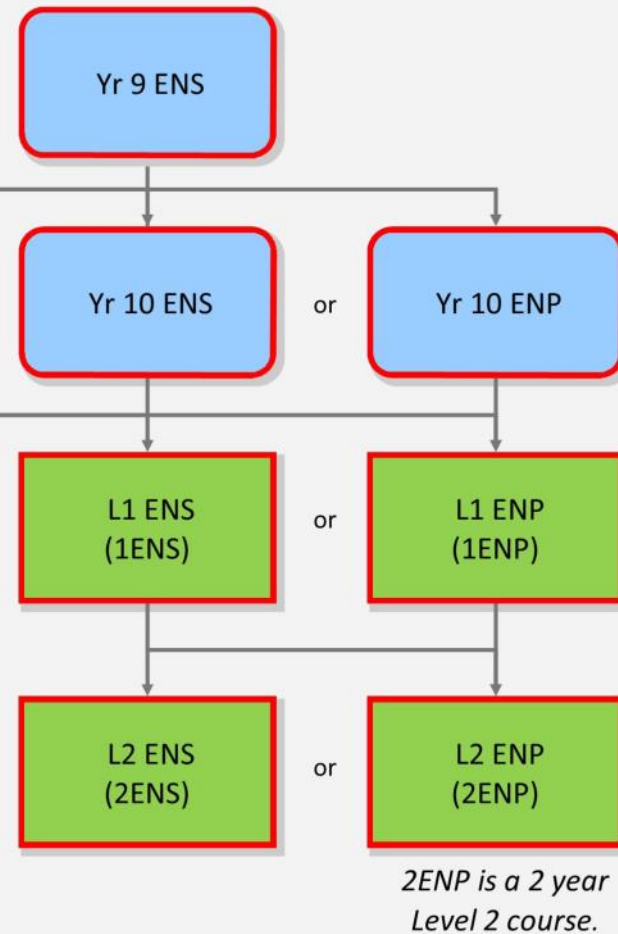 Yr 9 ENS
Yr 10 ENS
or
Yr 10 ENP
L1 ENS
(1ENS)
or
L1 ENP
(1ENP)
L2 ENS
(2ENS)
or
L2 ENP
(2ENP)
2ENP is a 2 year
Level 2 course.